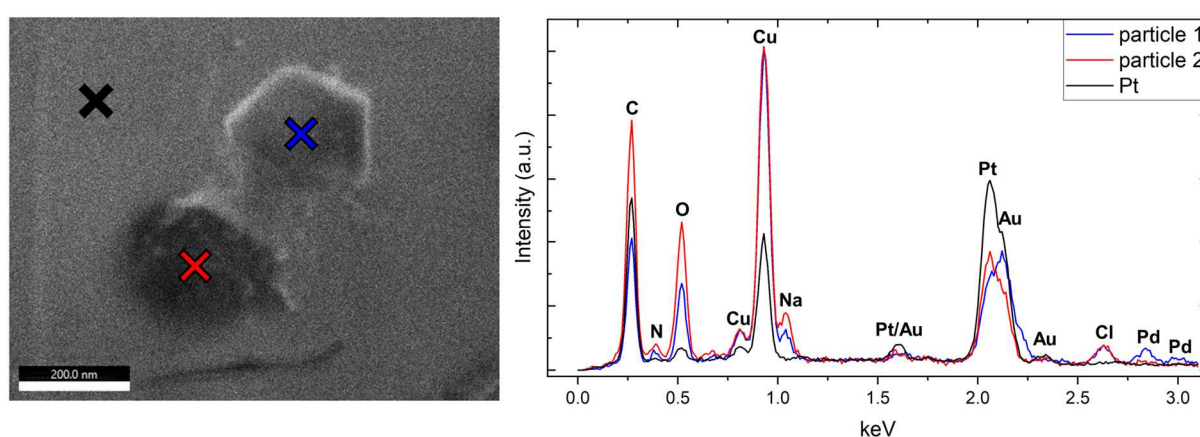 200.0 nm
Intensity (a.u.)
C
N
O
Cu
Cu
Na
Pt/Au
Pt
Au
Au
Cl
Pd
Pd
particle 1
particle 2
Pt
0.0 0.5 1.0 1.5 2.0 2.5 3.0
keV